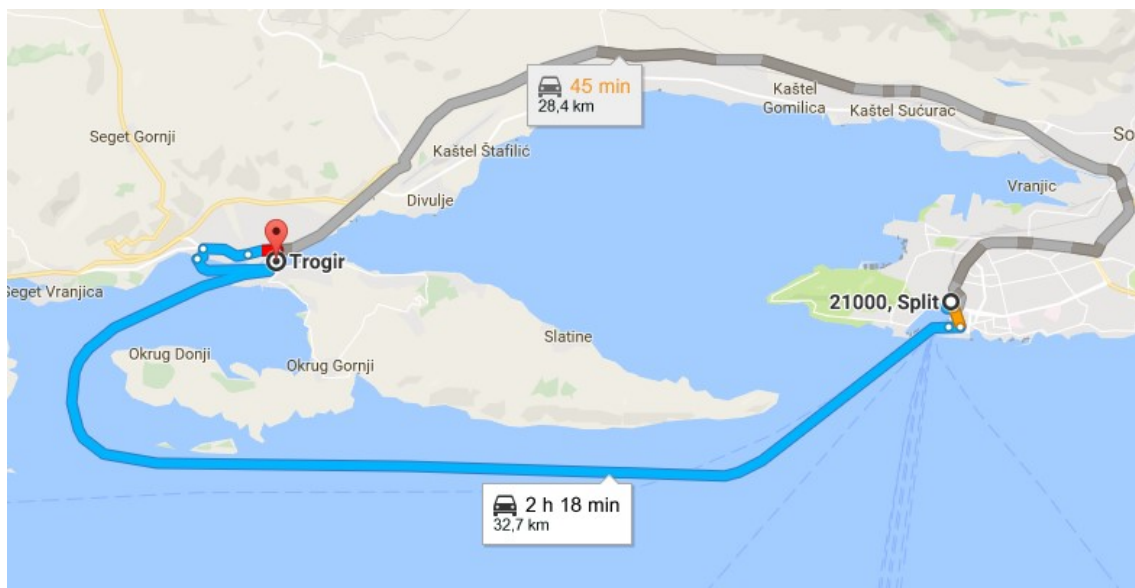 45 min
28,4 km
Kaštel
Gomilica
Kaštel Sućurac
So
Seget Gornji
Kaštel Štafilić
Vranjic
Divulje
Trogir
Seget Vranjica
21000, Split
Slatine
Okrug Donji
Okrug Gornji
2 h 18 min
32,7 km